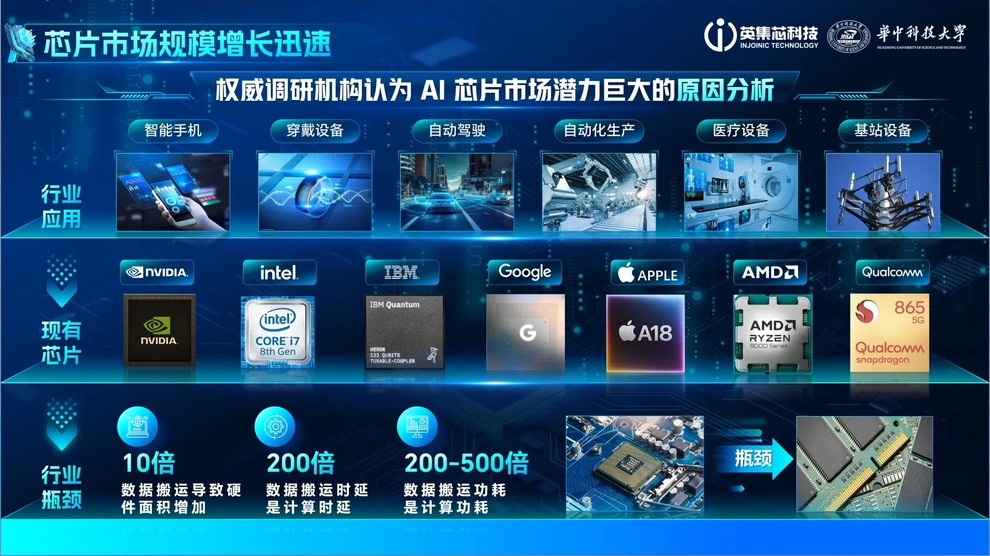 芯片市场规模增长迅速
英集芯科技
INJOINIC TECHNOLOGY
华中科技大学
HUAZHONG UNIVERSITY OF SCIENCE AND TECHNOLOGY
权威调研机构认为 AI 芯片市场潜力巨大的原因分析
智能手机
穿戴设备
自动驾驶
自动化生产
医疗设备
基站设备
行业
应用
NVIDIA.
intel.
IBM
Google
APPLE
AMD
Qualcomm
现有
芯片
NVIDIA.
intel
CORE i7
8th Gen
IBM Quantum
HERON
133 QUBITS
TUNABLE-COUPLER
G
A18
AMD
RYZEN
9000 Series
865
5G
Qualcomm
snapdragon
行业
瓶颈
10倍
数据搬运导致硬
件面积增加
200倍
数据搬运时延
是计算时延
200-500倍
数据搬运功耗
是计算功耗
瓶颈